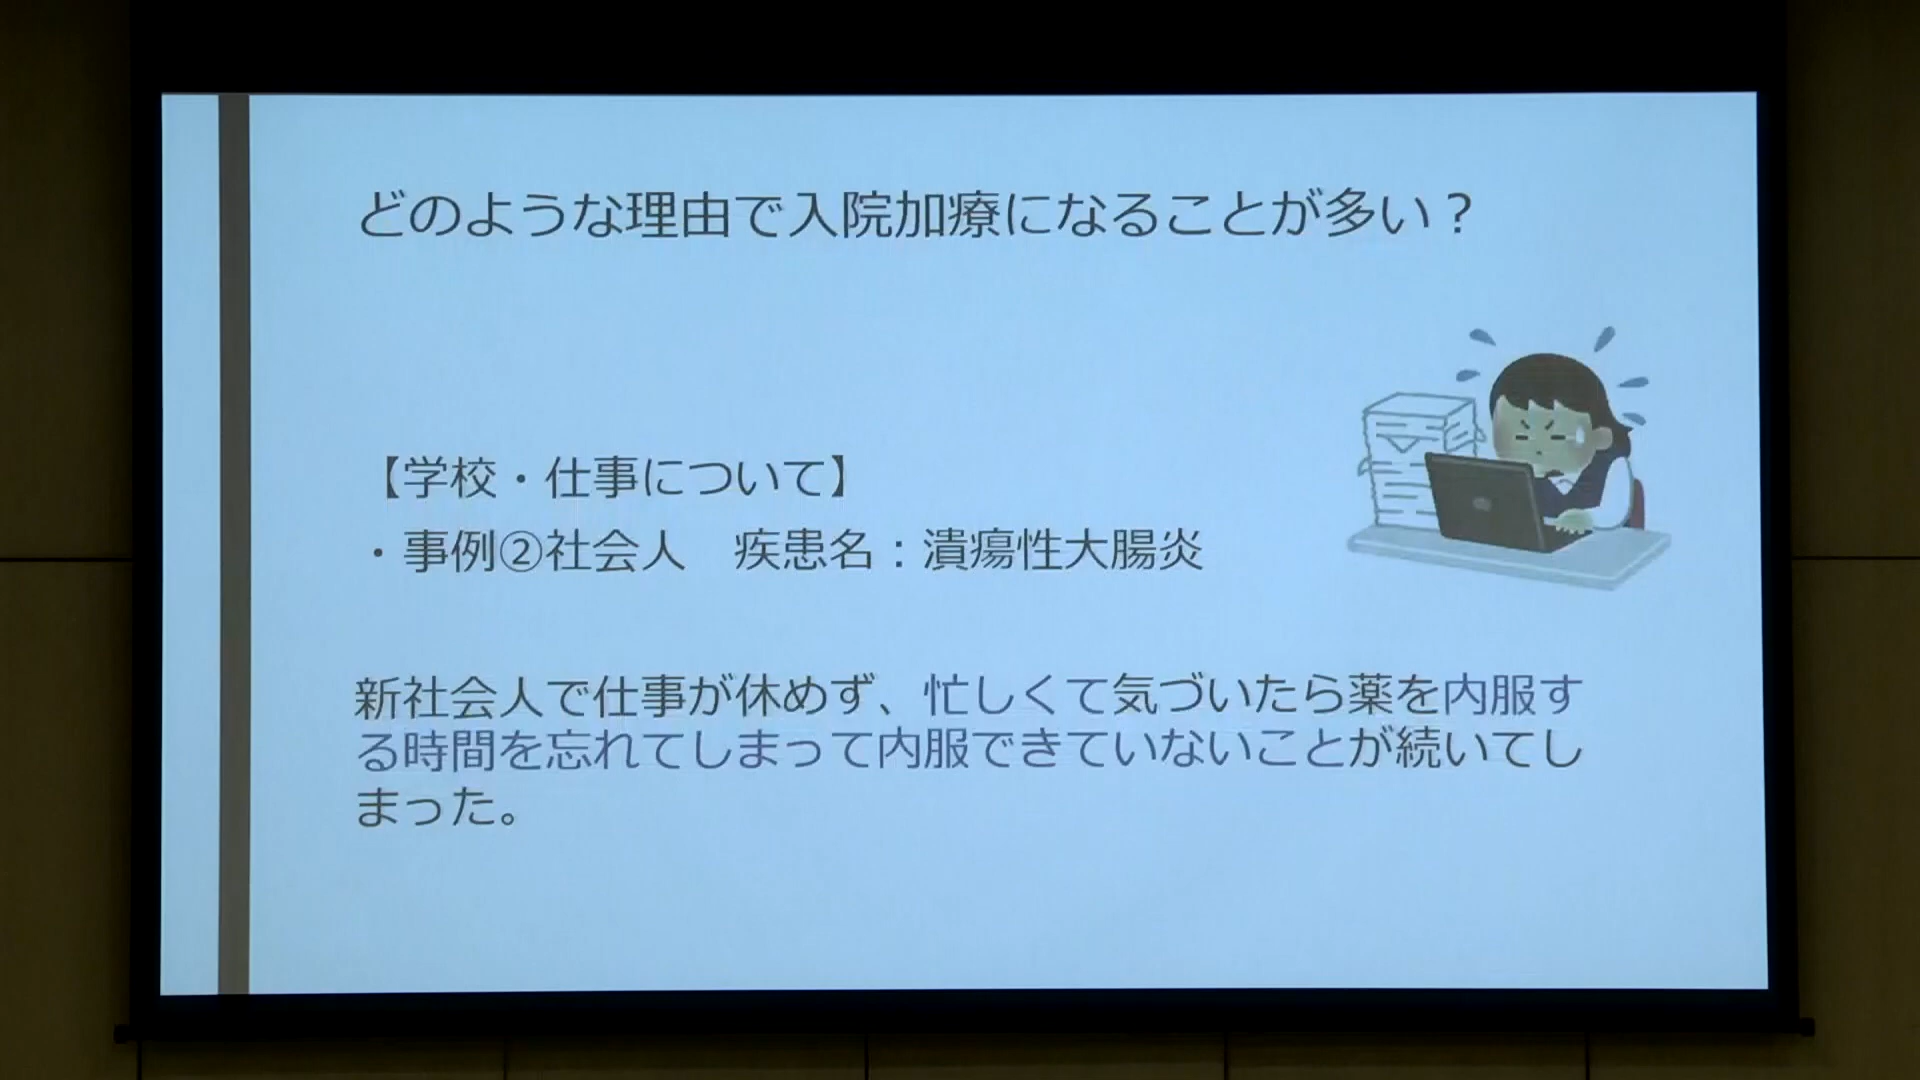 どのような理由で入院加療になることが多い？
【学校・仕事について】
・事例②社会人　疾患名：潰瘍性大腸炎
新社会人で仕事が休めず、忙しくて気づいたら薬を内服す
る時間を忘れてしまって内服できていないことが続いてし
まった。